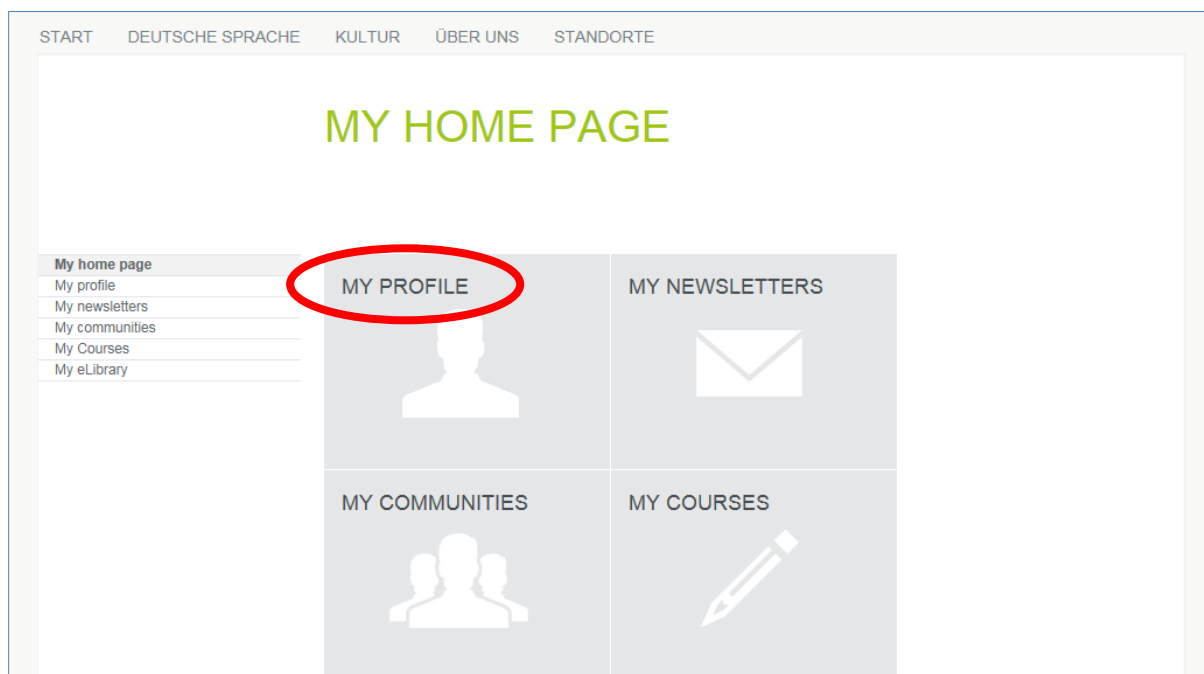 START DEUTSCHE SPRACHE KULTUR ÜBER UNS STANDORTE
MY HOME PAGE
My home page
My profile
My newsletters
My communities
My Courses
My eLibrary
MY PROFILE
MY NEWSLETTERS
MY COMMUNITIES
MY COURSES